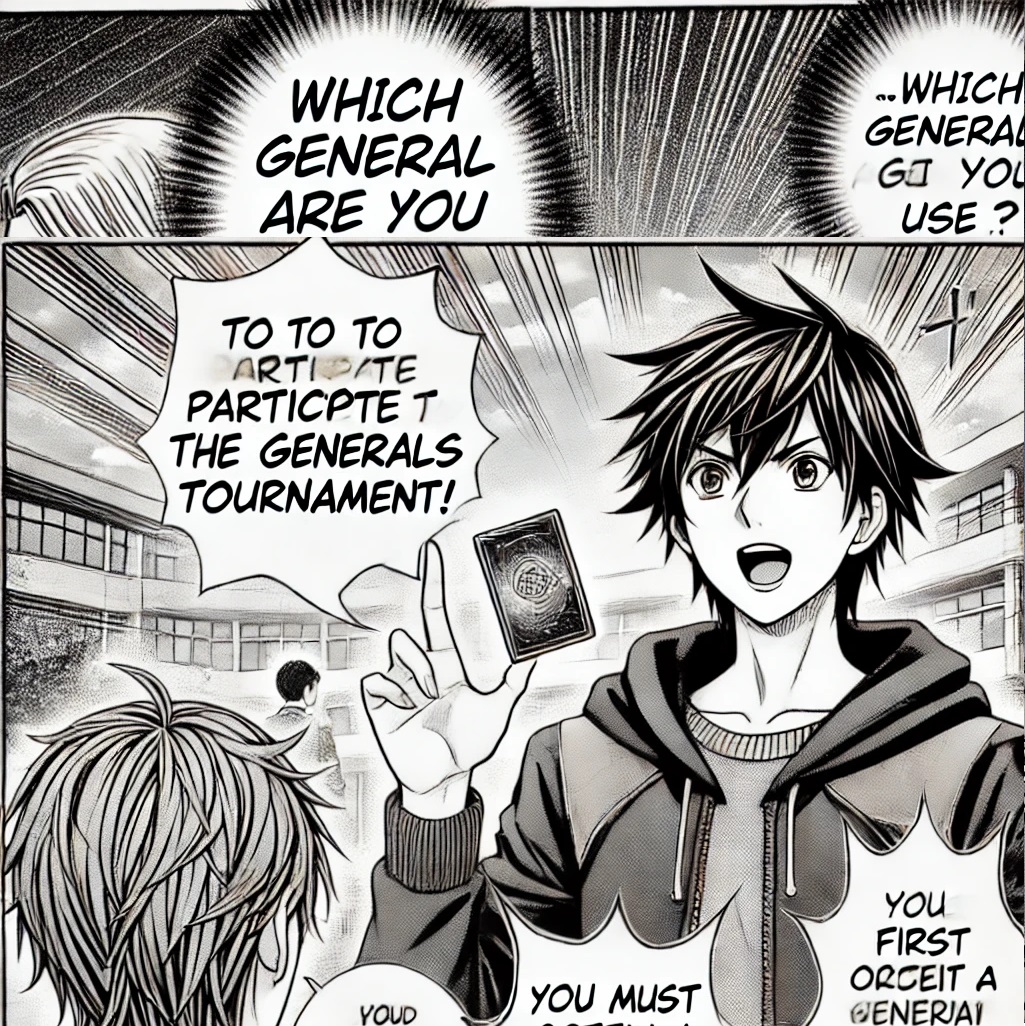 WHICH
GENERAL
ARE YOU
..WHICH
GENERAL
YOU
USE ?
TO TO TO
PARTICPTE T
THE GENERALS
TOURNAMENT!
YOU
FIRST
ORCEIT A
YOU MUST
YOUD